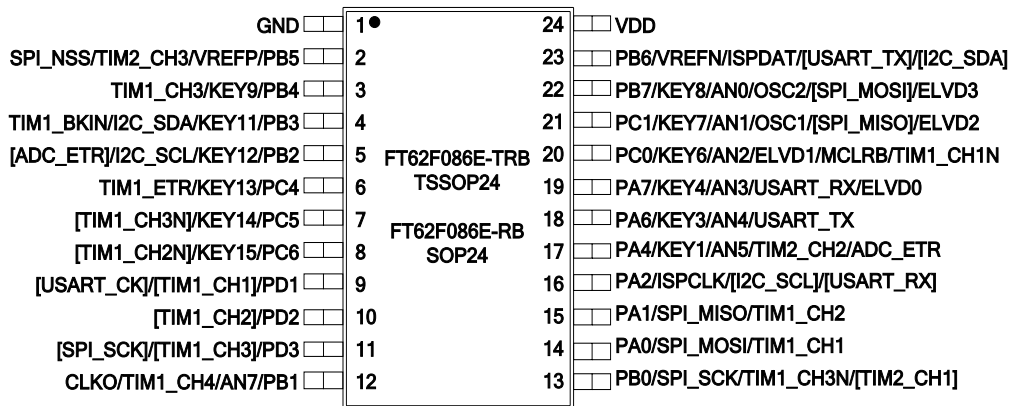 GND 1 24 VDD
SPI_NSS/TIM2_CH3/VREFP/PB5 2 23 PB6/VREFN/ISPDAT/[USART_TX]/[I2C_SDA]
TIM1_CH3/KEY9/PB4 3 22 PB7/KEY8/AN0/OSC2/[SPI_MOSI]/ELVD3
TIM1_BKIN/I2C_SDA/KEY11/PB3 4 21 PC1/KEY7/AN1/OSC1/[SPI_MISO]/ELVD2
[ADC_ETR]/I2C_SCL/KEY12/PB2 5 FT62F086E-TRB 20 PC0/KEY6/AN2/ELVD1/MCLRB/TIM1_CH1N
TIM1_ETR/KEY13/PC4 6 TSSOP24 19 PA7/KEY4/AN3/USART_RX/ELVD0
[TIM1_CH3N]/KEY14/PC5 7 FT62F086E-RB 18 PA6/KEY3/AN4/USART_TX
[TIM1_CH2N]/KEY15/PC6 8 SOP24 17 PA4/KEY1/AN5/TIM2_CH2/ADC_ETR
[USART_CK]/[TIM1_CH1]/PD1 9 16 PA2/ISPCLK/[I2C_SCL]/[USART_RX]
[TIM1_CH2]/PD2 10 15 PA1/SPI_MISO/TIM1_CH2
[SPI_SCK]/[TIM1_CH3]/PD3 11 14 PA0/SPI_MOSI/TIM1_CH1
CLKO/TIM1_CH4/AN7/PB1 12 13 PB0/SPI_SCK/TIM1_CH3N/[TIM2_CH1]